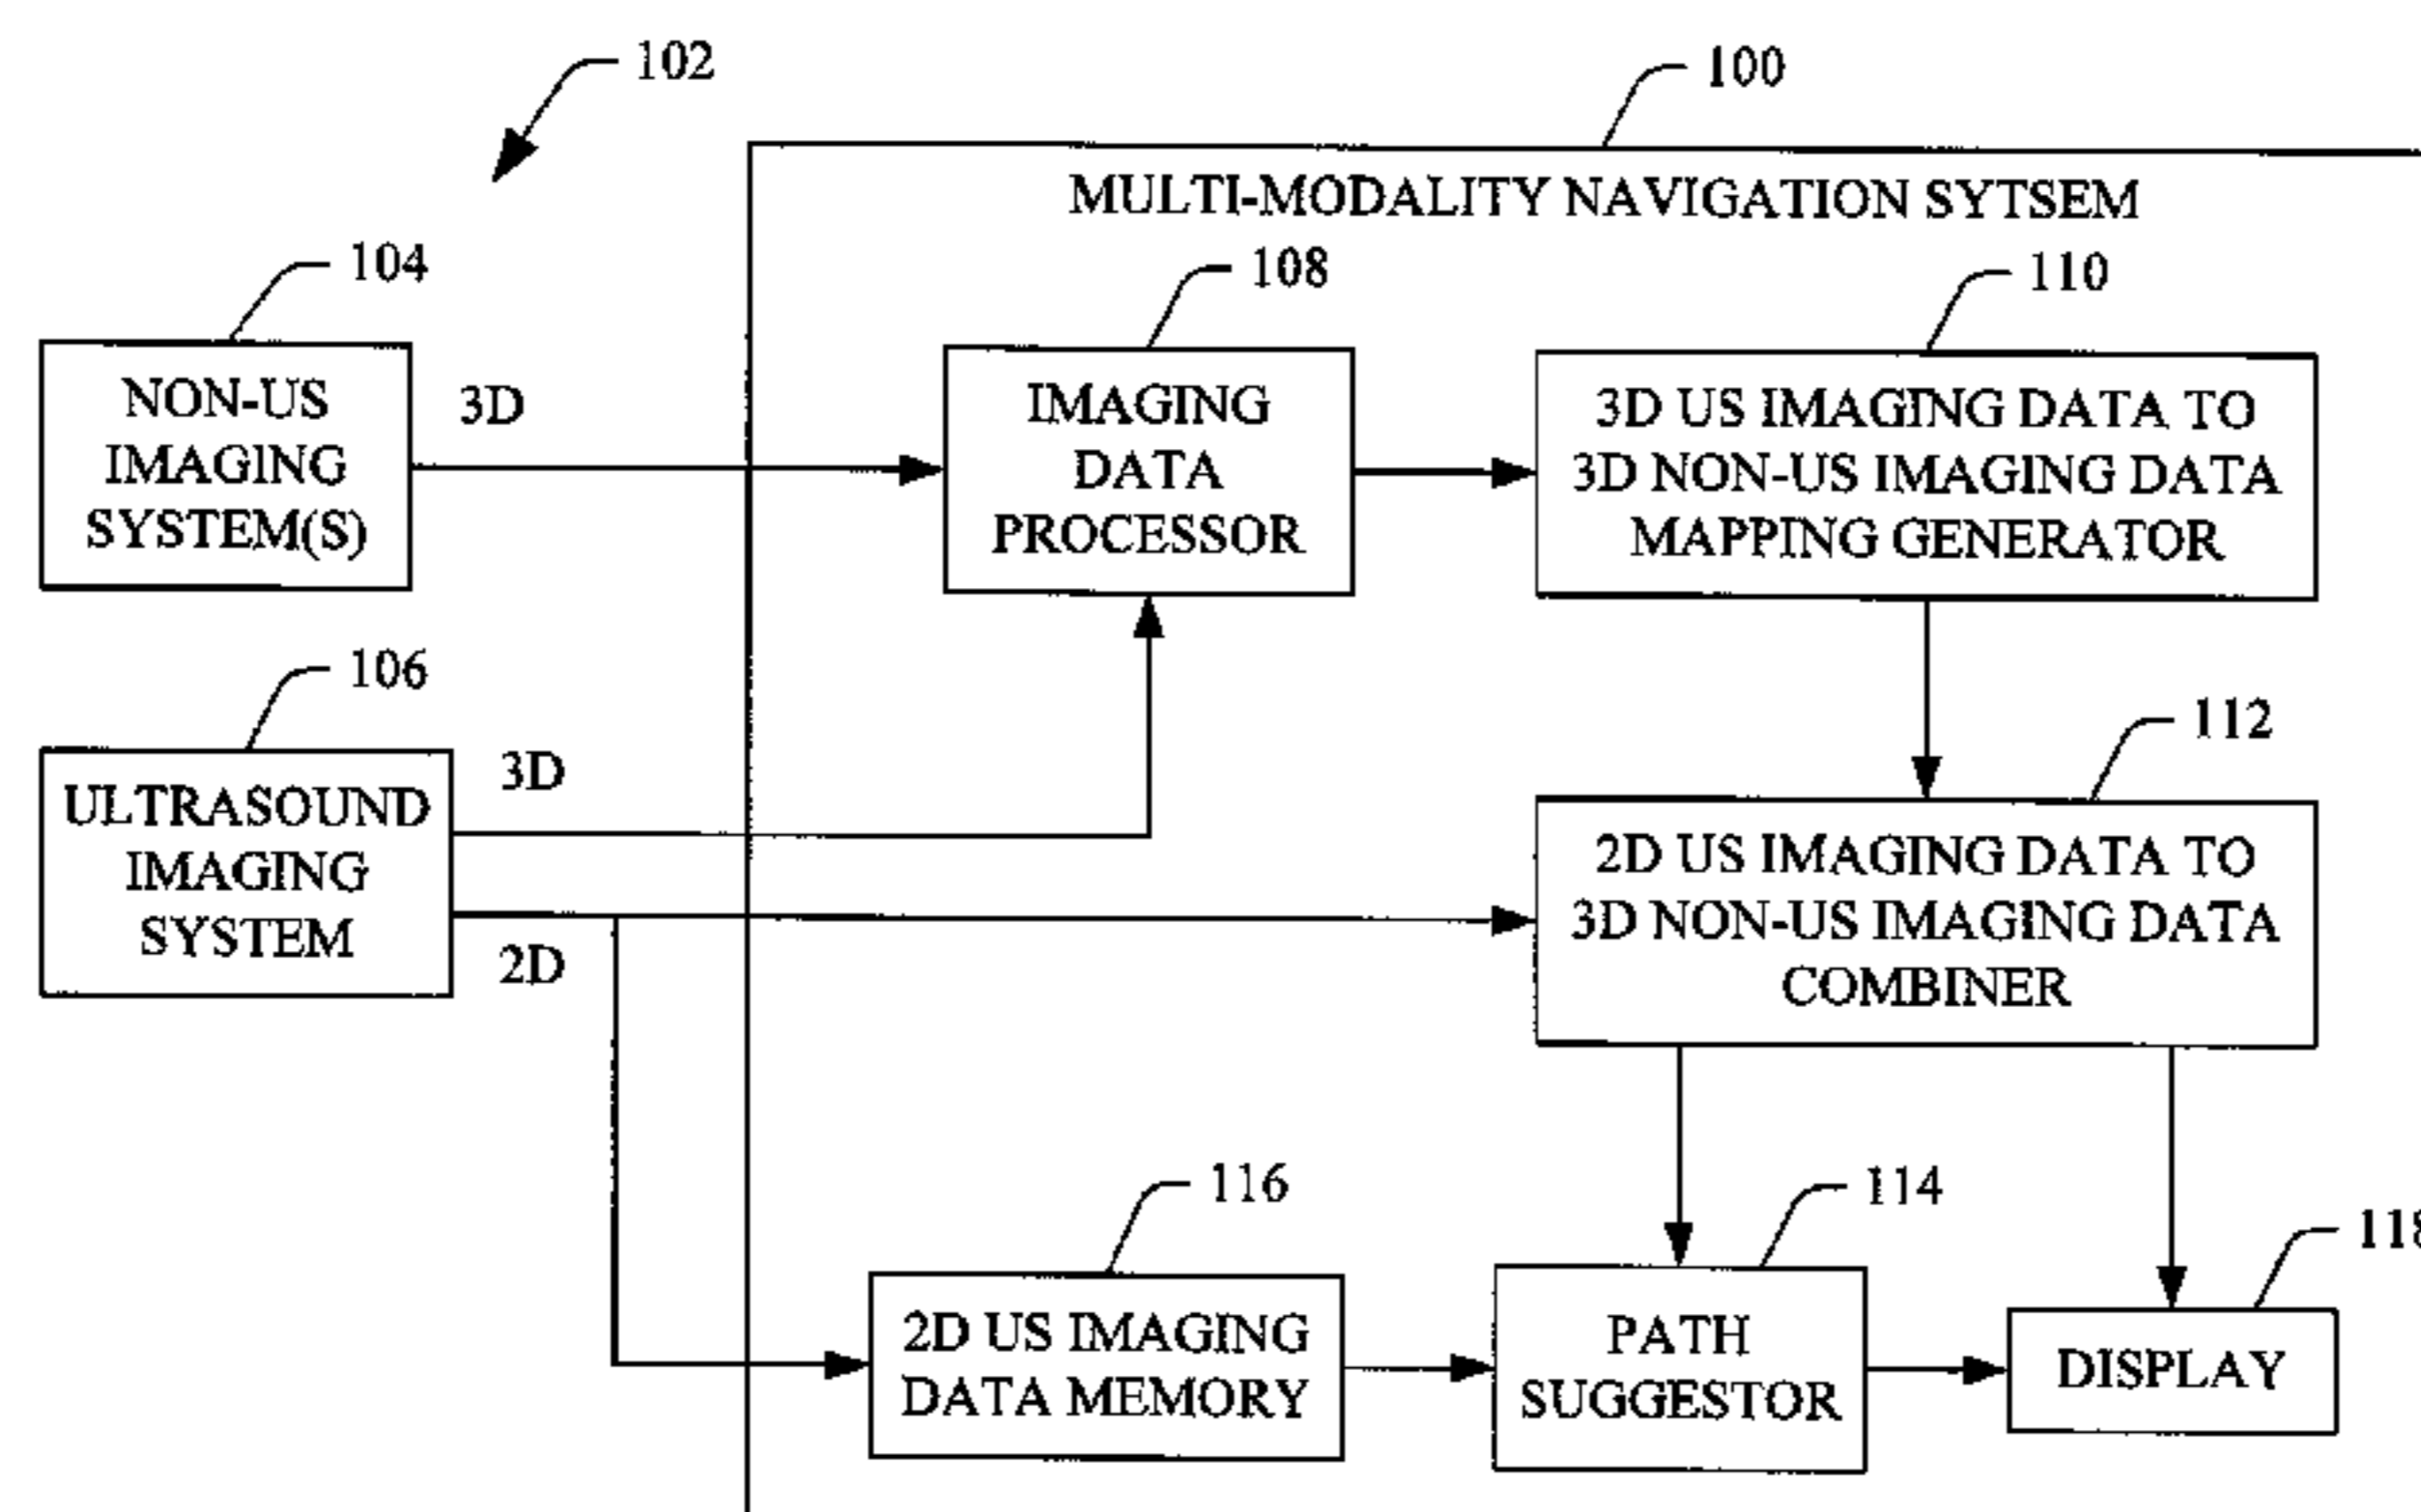 102
100
MULTI-MODALITY NAVIGATION SYTSEM
104
108
110
NON-US
IMAGING
SYSTEM(S)
3D
IMAGING
DATA
PROCESSOR
3D US IMAGING DATA TO
3D NON-US IMAGING DATA
MAPPING GENERATOR
106
112
ULTRASOUND
IMAGING
SYSTEM
3D
2D
2D US IMAGING DATA TO
3D NON-US IMAGING DATA
COMBINER
116
114
118
2D US IMAGING
DATA MEMORY
PATH
SUGGESTOR
DISPLAY